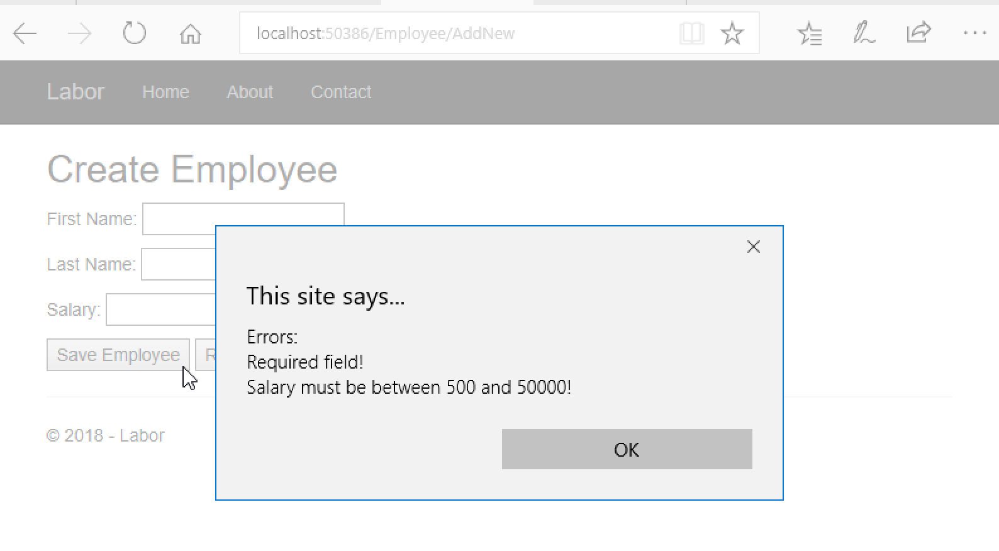 localhost:50386/Employee/AddNew
Labor Home About Contact
Create Employee
First Name:
Last Name:
Salary:
Save Employee R
This site says...
Errors:
Required field!
Salary must be between 500 and 50000!
OK
© 2018 - Labor